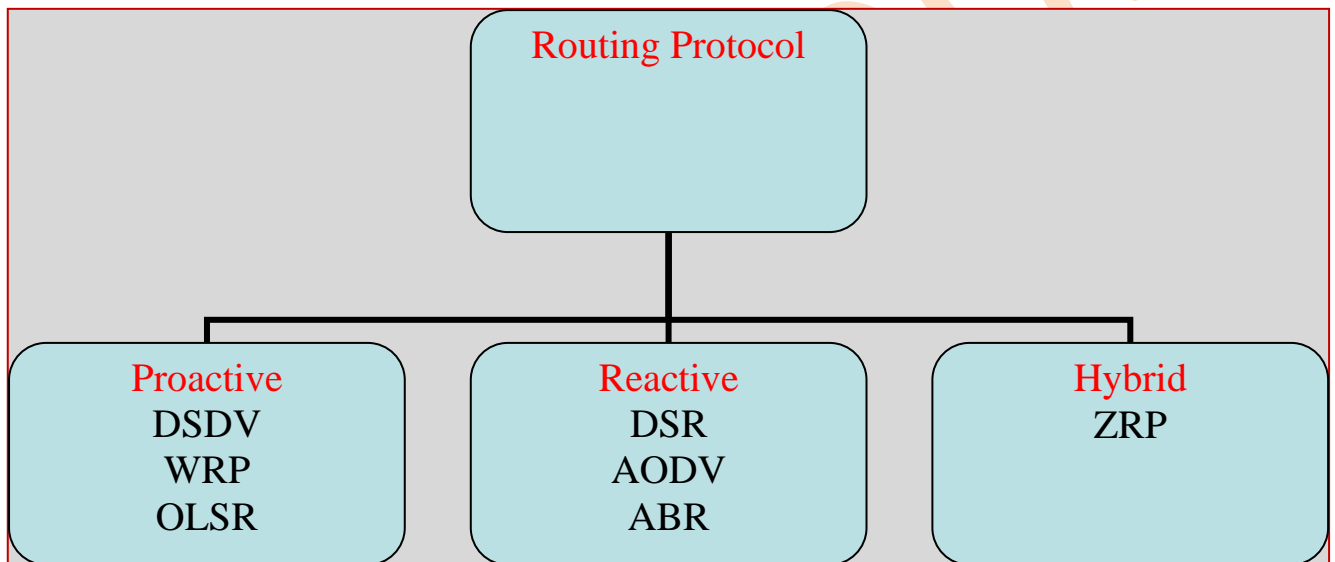 Routing Protocol
Proactive
DSDV
WRP
OLSR
Reactive
DSR
AODV
ABR
Hybrid
ZRP